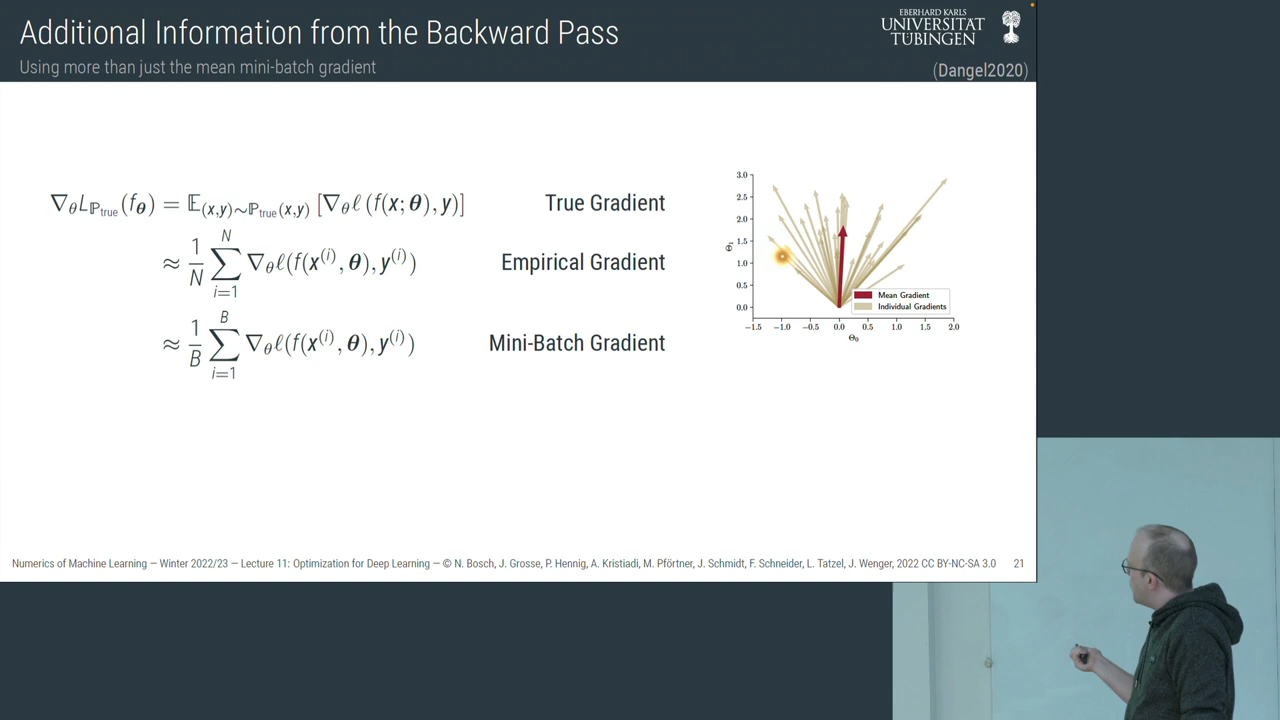 Additional Information from the Backward Pass
Using more than just the mean mini-batch gradient
EBERHARD KARLS
UNIVERSITÄT
TÜBINGEN
(Dangel2020)
∇θLℙtrue(fθ) = 𝔼(x,y)∼ℙtrue(x,y) [∇θℓ (f(x; θ), y)] True Gradient
≈ 1/N ∑_{i=1}^{N} ∇θℓ(f(x^(i), θ), y^(i)) Empirical Gradient
≈ 1/B ∑_{i=1}^{B} ∇θℓ(f(x^(i), θ), y^(i)) Mini-Batch Gradient
3.0
2.5
2.0
1.5
1.0
0.5
0.0
Θ₁
Mean Gradient
Individual Gradients
−1.5 −1.0 −0.5 0.0 0.5 1.0 1.5 2.0
Θ₀
Numerics of Machine Learning — Winter 2022/23 — Lecture 11: Optimization for Deep Learning — © N. Bosch, J. Grosse, P. Hennig, A. Kristiadi, M. Pförtner, J. Schmidt, F. Schneider, L. Tatzel, J. Wenger, 2022 CC BY-NC-SA 3.0 21